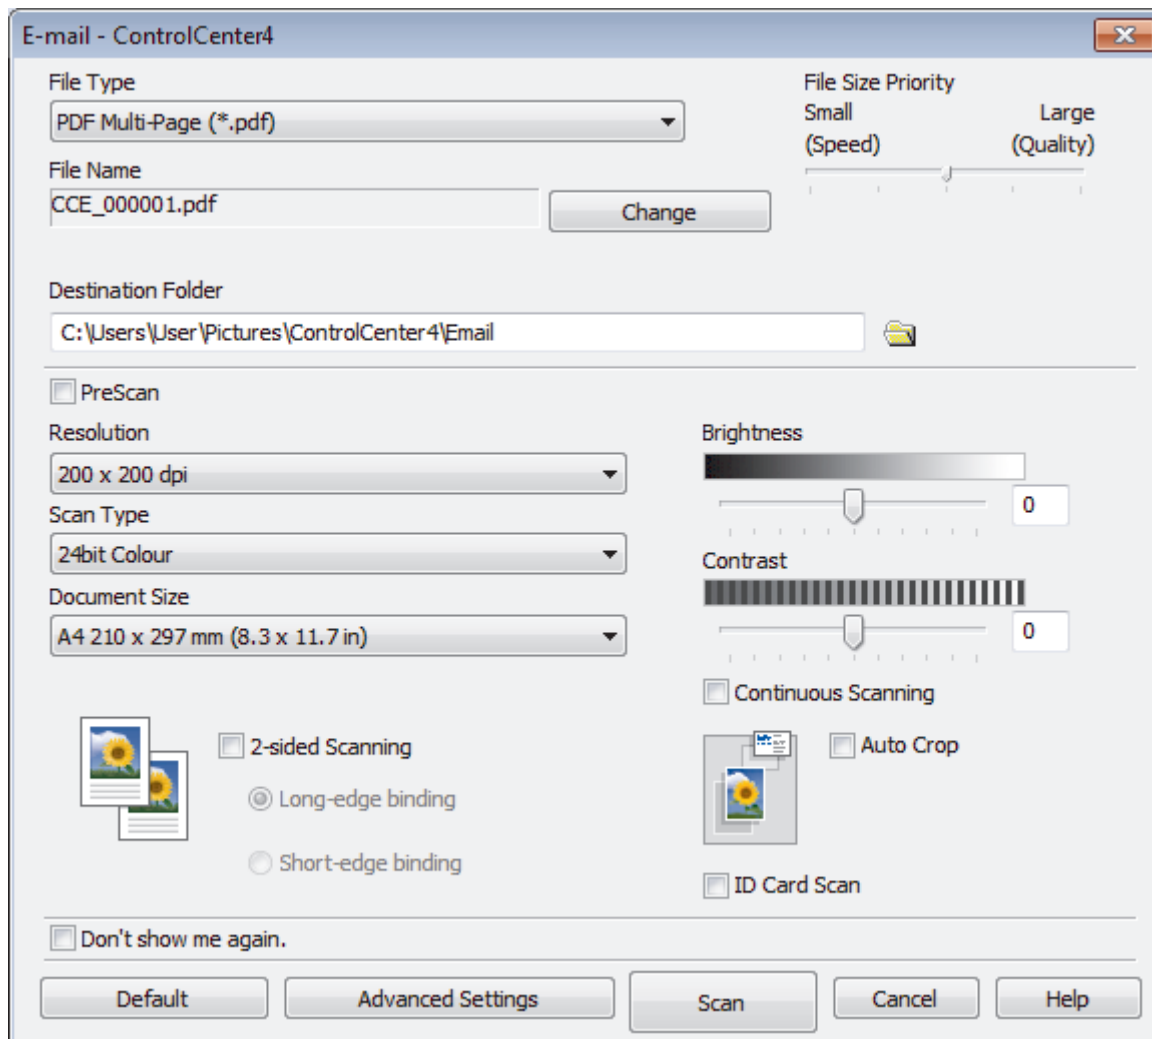 E-mail - ControlCenter4
File Type
PDF Multi-Page (*.pdf)
File Size Priority
Small Large
(Speed) (Quality)
File Name
CCE_000001.pdf
Change
Destination Folder
C:\Users\User\Pictures\ControlCenter4\Email
PreScan
Resolution
200 x 200 dpi
Scan Type
24bit Colour
Document Size
A4 210 x 297 mm (8.3 x 11.7 in)
Brightness
0
Contrast
0
Continuous Scanning
2-sided Scanning
Long-edge binding
Short-edge binding
Auto Crop
ID Card Scan
Don't show me again.
Default Advanced Settings Scan Cancel Help